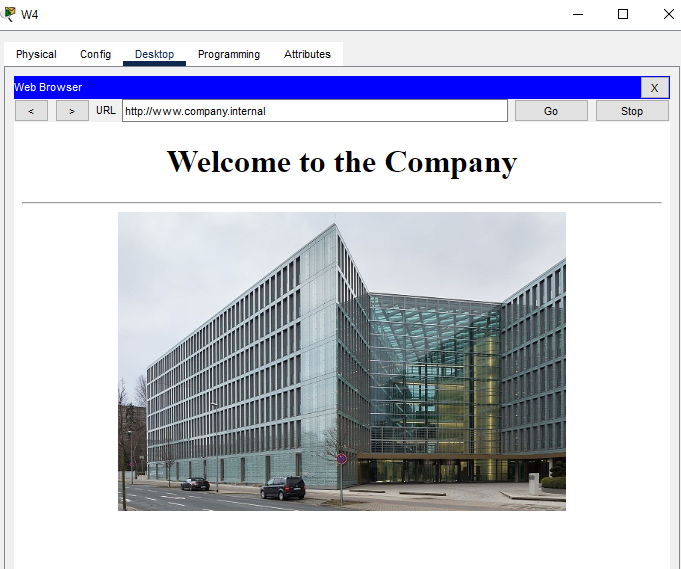 W4
Physical Config Desktop Programming Attributes
Web Browser X
< > URL http://www.company.internal Go Stop
Welcome to the Company